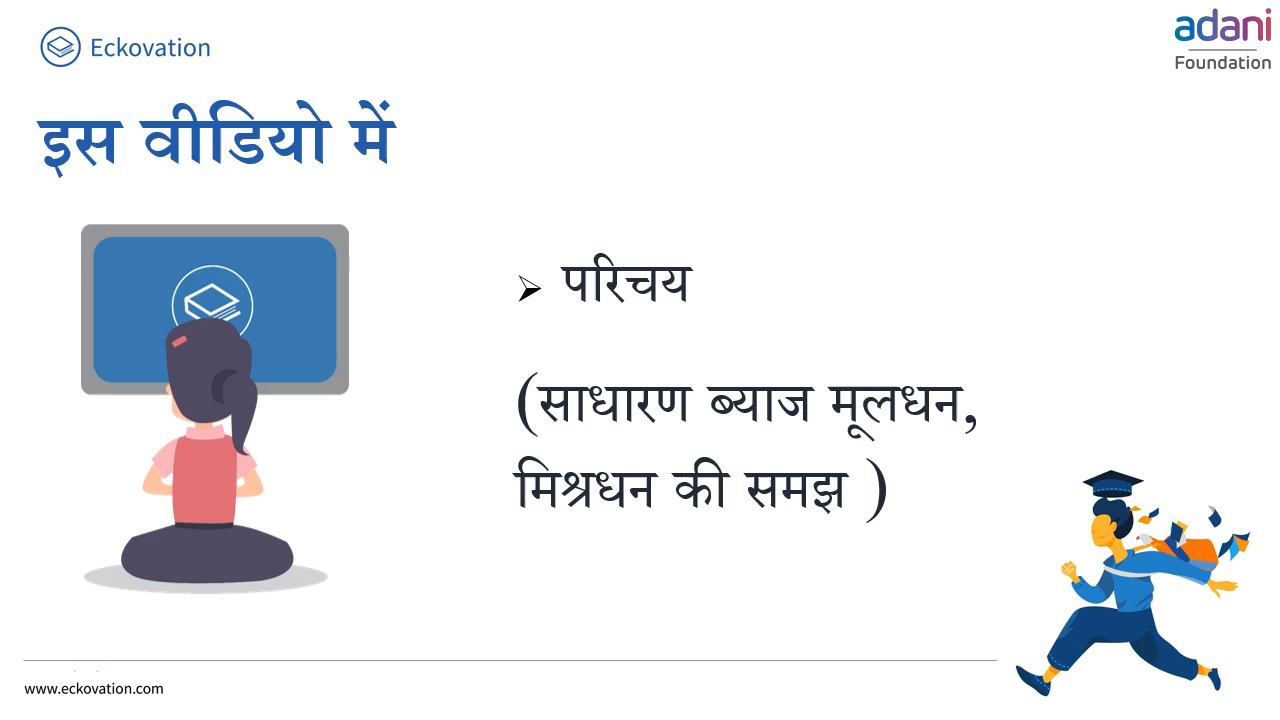 Eckovation
adani
Foundation
इस वीडियो में
➢ परिचय
(साधारण ब्याज मूलधन,
मिश्रधन की समझ )
www.eckovation.com